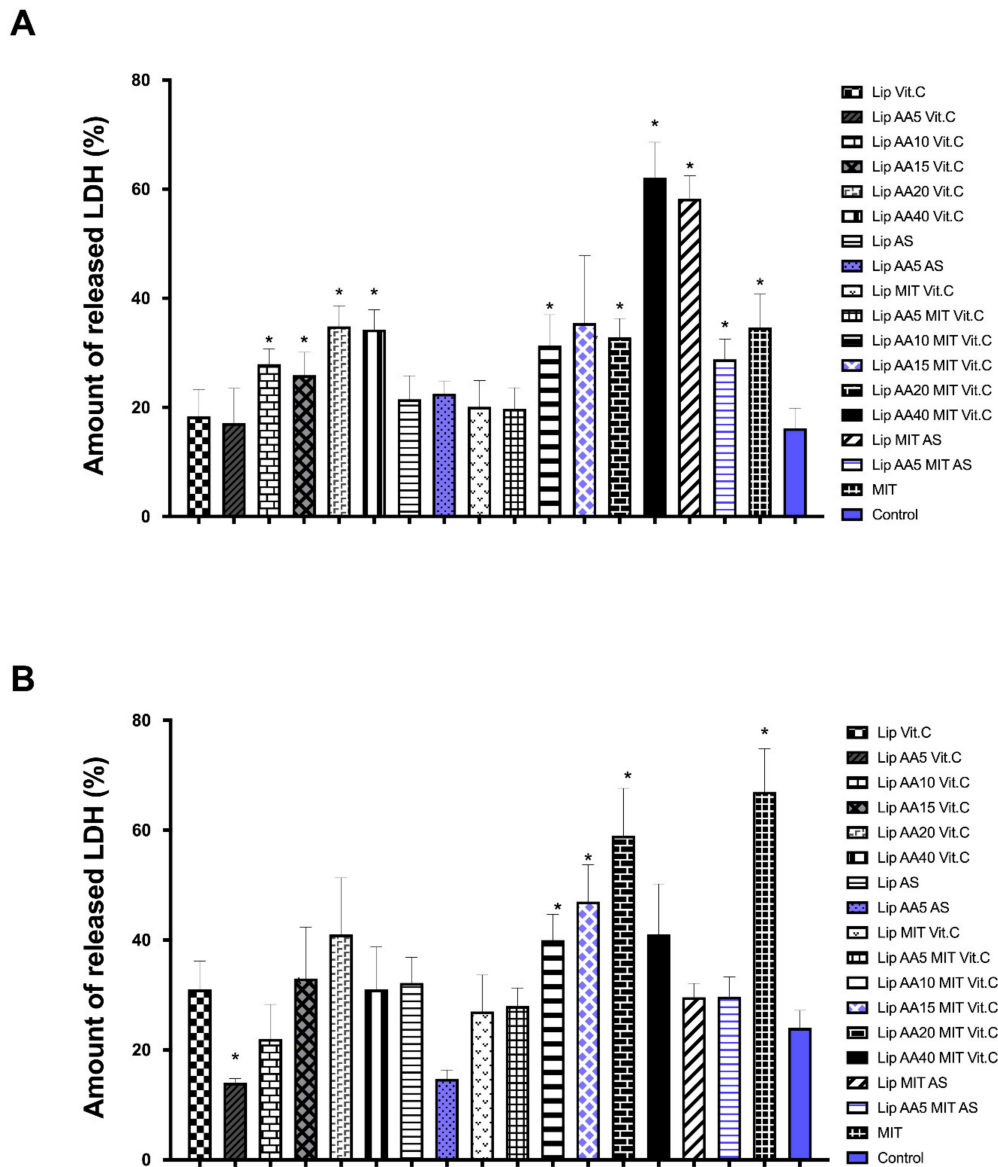 A
Amount of released LDH (%)
80
60
40
20
0
* * * * * * * * * *
Lip Vit.C
Lip AA5 Vit.C
Lip AA10 Vit.C
Lip AA15 Vit.C
Lip AA20 Vit.C
Lip AA40 Vit.C
Lip AS
Lip AA5 AS
Lip MIT Vit.C
Lip AA5 MIT Vit.C
Lip AA10 MIT Vit.C
Lip AA15 MIT Vit.C
Lip AA20 MIT Vit.C
Lip AA40 MIT Vit.C
Lip MIT AS
Lip AA5 MIT AS
MIT
Control
B
Amount of released LDH (%)
80
60
40
20
0
* * * * *
Lip Vit.C
Lip AA5 Vit.C
Lip AA10 Vit.C
Lip AA15 Vit.C
Lip AA20 Vit.C
Lip AA40 Vit.C
Lip AS
Lip AA5 AS
Lip MIT Vit.C
Lip AA5 MIT Vit.C
Lip AA10 MIT Vit.C
Lip AA15 MIT Vit.C
Lip AA20 MIT Vit.C
Lip AA40 MIT Vit.C
Lip MIT AS
Lip AA5 MIT AS
MIT
Control